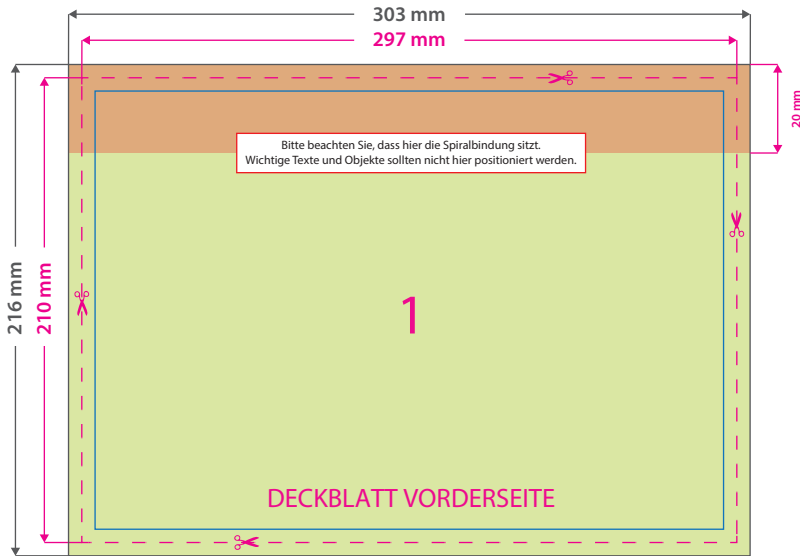 303 mm
297 mm
20 mm
Bitte beachten Sie, dass hier die Spiralbindung sitzt.
Wichtige Texte und Objekte sollten nicht hier positioniert werden.
216 mm
210 mm
1
DECKBLATT VORDERSEITE